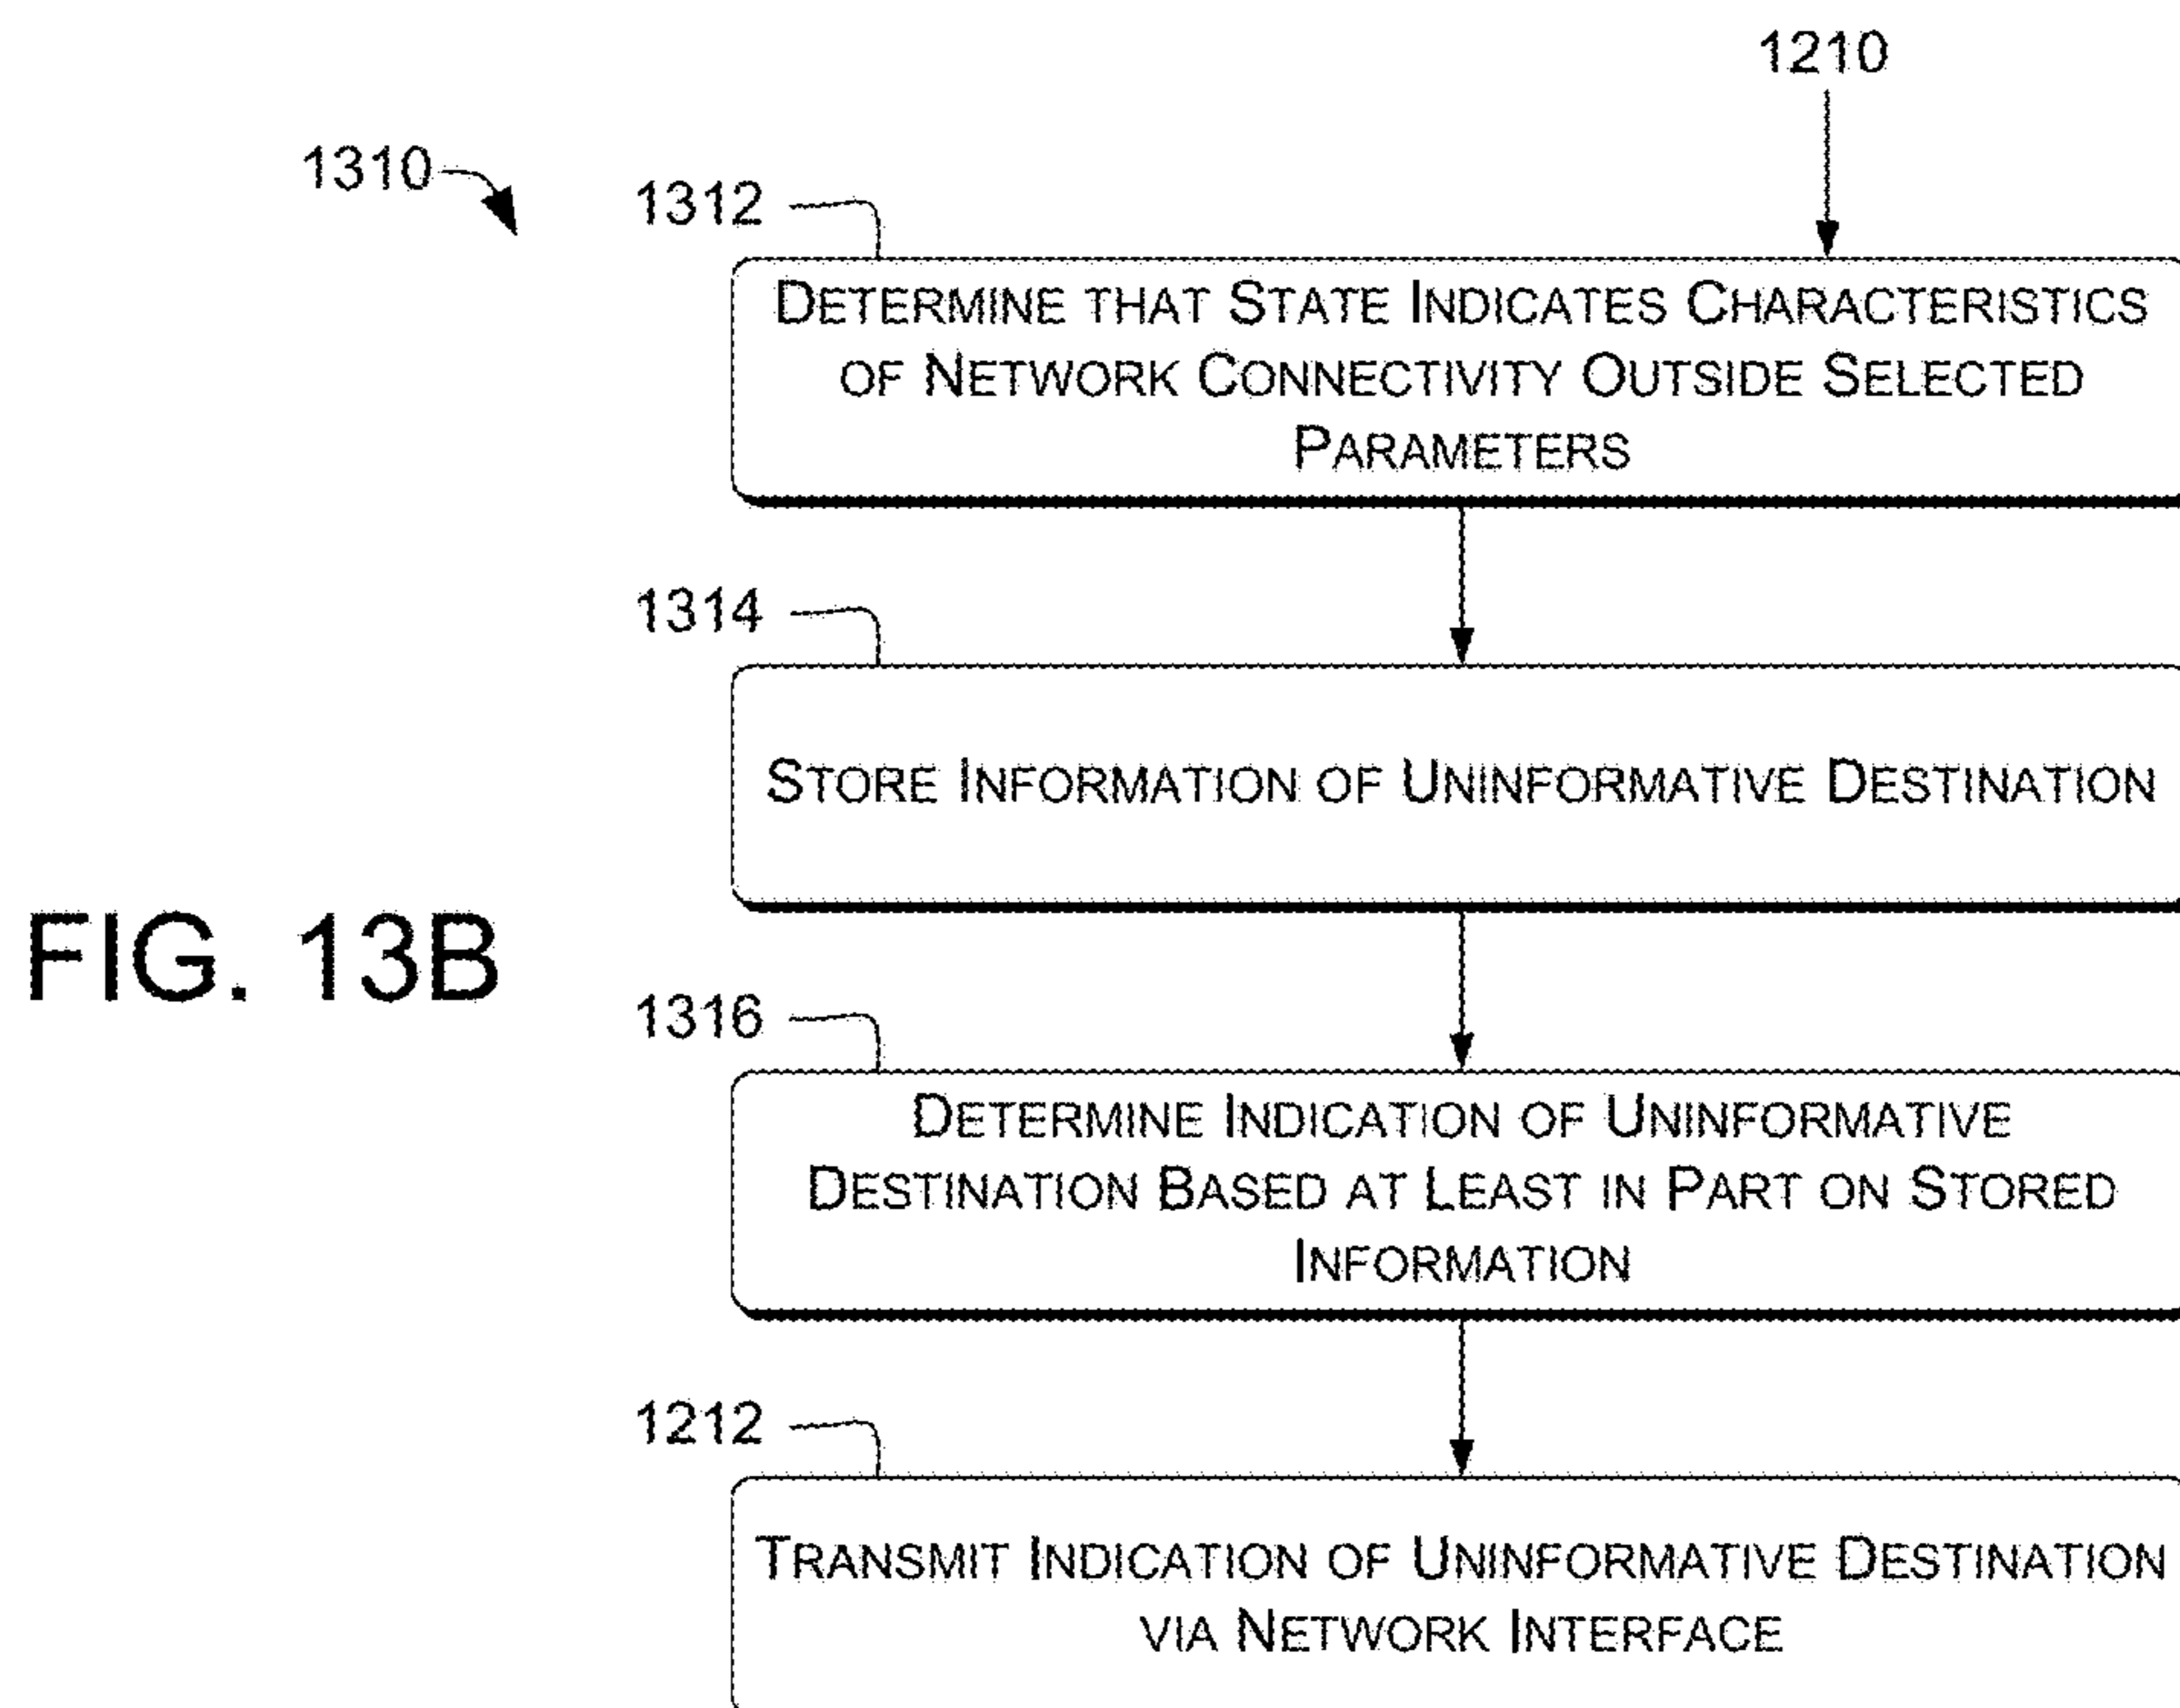 1210
1310
1312
DETERMINE THAT STATE INDICATES CHARACTERISTICS
OF NETWORK CONNECTIVITY OUTSIDE SELECTED
PARAMETERS
1314
STORE INFORMATION OF UNINFORMATIVE DESTINATION
FIG. 13B
1316
DETERMINE INDICATION OF UNINFORMATIVE
DESTINATION BASED AT LEAST IN PART ON STORED
INFORMATION
1212
TRANSMIT INDICATION OF UNINFORMATIVE DESTINATION
VIA NETWORK INTERFACE